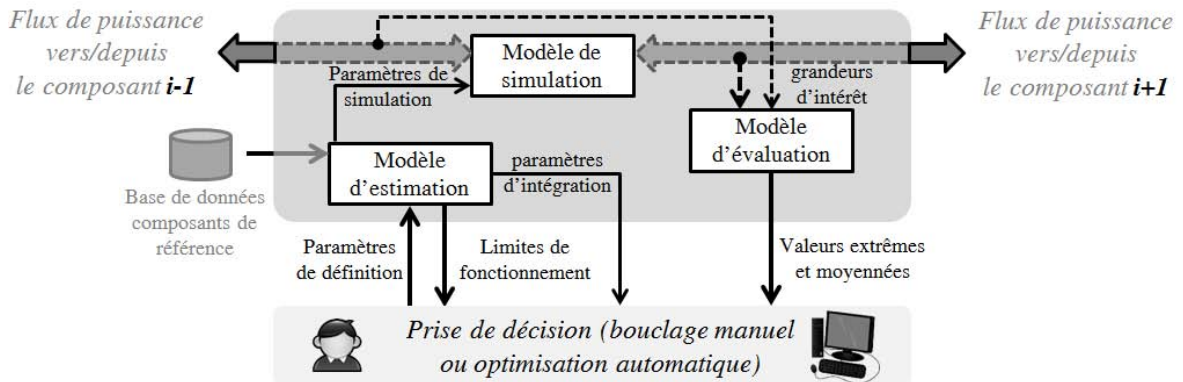 Flux de puissance
vers/depuis
le composant i-1
Modèle de
simulation
Flux de puissance
vers/depuis
le composant i+1
Paramètres de
simulation
grandeurs
d'intérêt
Modèle
d'évaluation
Modèle
d'estimation
paramètres
d'intégration
Base de données
composants de
référence
Paramètres
de définition
Limites de
fonctionnement
Valeurs extrêmes
et moyennées
Prise de décision (bouclage manuel
ou optimisation automatique)